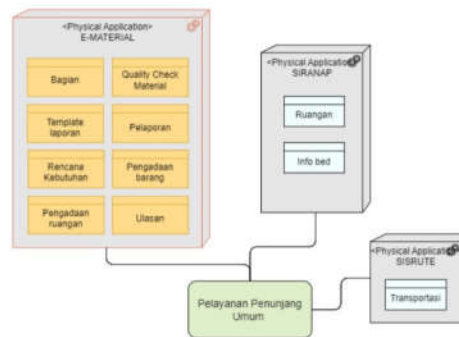 <Physical Application>
E-MATERIAL
Bagian
Quality Check
Material
Template
laporan
Pelaporan
Rencana
Kebutuhan
Pengadaan
barang
Pengadaan
ruangan
Ulasan
<Physical Application>
SIRANAP
Ruangan
Info bed
<Physical Application>
SISRUTE
Transportasi
Pelayanan Penunjang
Umum